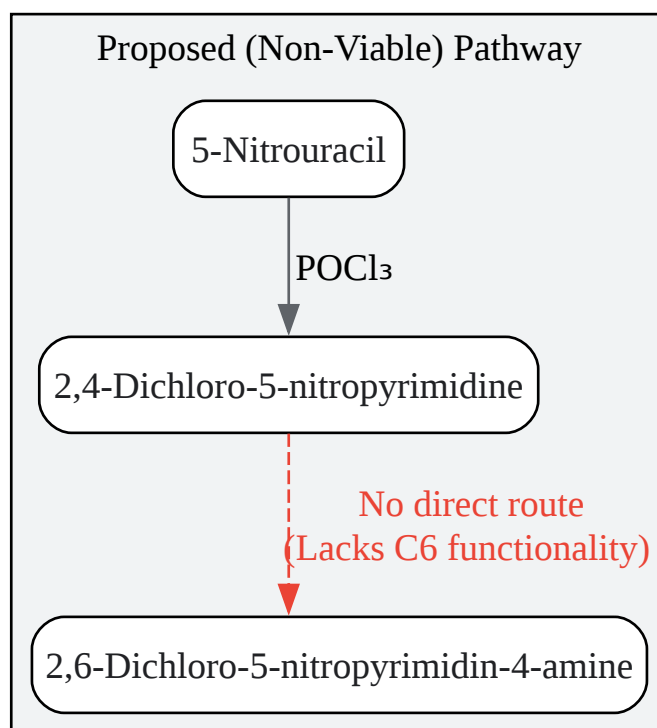 Proposed (Non-Viable) Pathway
5-Nitrouracil
POCl₃
2,4-Dichloro-5-nitropyrimidine
No direct route
(Lacks C6 functionality)
2,6-Dichloro-5-nitropyrimidin-4-amine